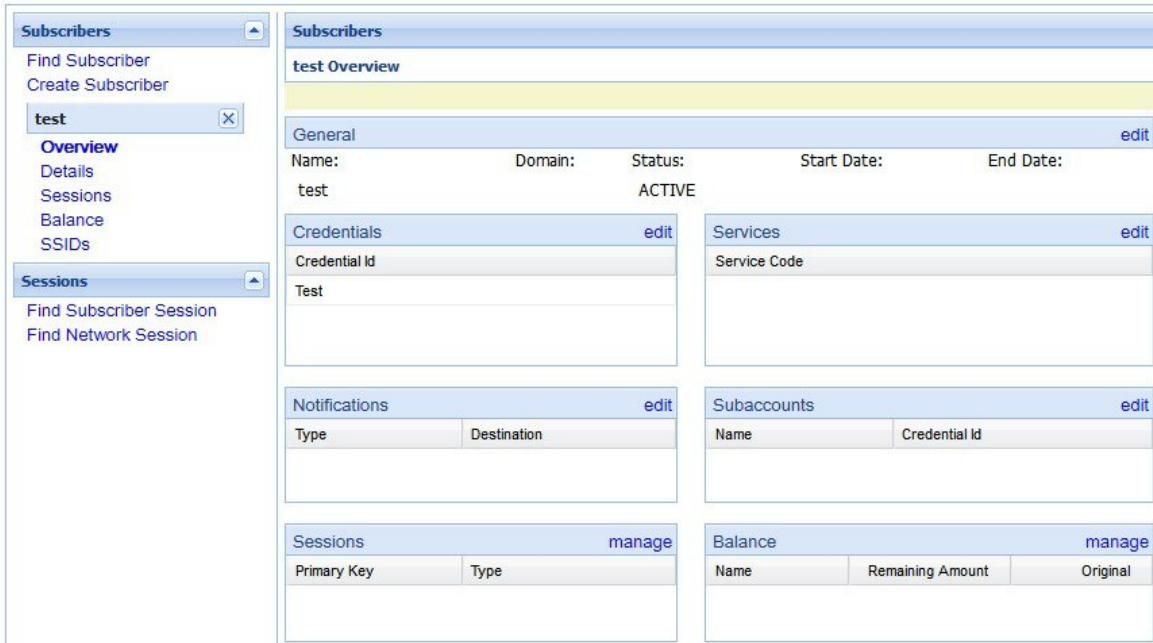 Subscribers
Find Subscriber
Create Subscriber
test
Overview
Details
Sessions
Balance
SSIDs
Sessions
Find Subscriber Session
Find Network Session
Subscribers
test Overview
General edit
Name: Domain: Status: Start Date: End Date:
test ACTIVE
Credentials edit
Credential Id
Test
Services edit
Service Code
Notifications edit
Type Destination
Subaccounts edit
Name Credential Id
Sessions manage
Primary Key Type
Balance manage
Name Remaining Amount Original